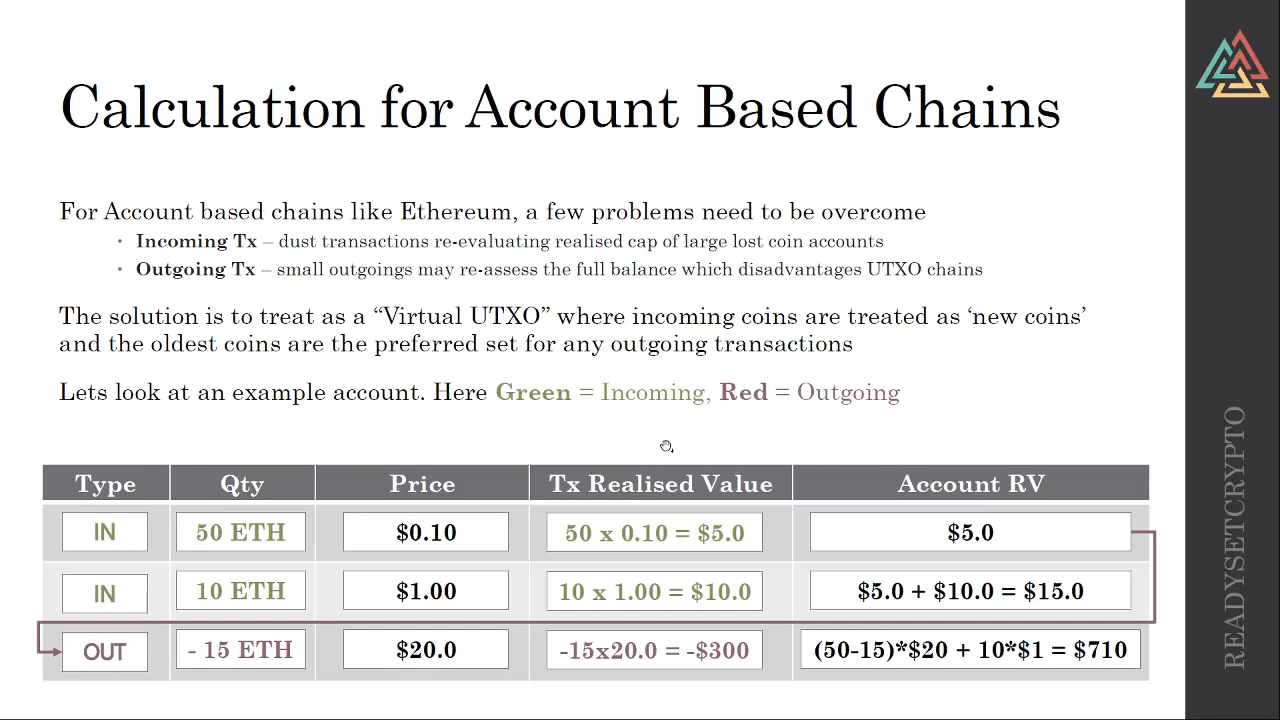 Calculation for Account Based Chains
For Account based chains like Ethereum, a few problems need to be overcome
• Incoming Tx – dust transactions re-evaluating realised cap of large lost coin accounts
• Outgoing Tx – small outgoings may re-assess the full balance which disadvantages UTXO chains
The solution is to treat as a “Virtual UTXO” where incoming coins are treated as ‘new coins’
and the oldest coins are the preferred set for any outgoing transactions
Lets look at an example account. Here Green = Incoming, Red = Outgoing
Type Qty Price Tx Realised Value Account RV
IN 50 ETH $0.10 50 x 0.10 = $5.0 $5.0
IN 10 ETH $1.00 10 x 1.00 = $10.0 $5.0 + $10.0 = $15.0
OUT - 15 ETH $20.0 -15x20.0 = -$300 (50-15)*$20 + 10*$1 = $710
READYSETCRYPTO